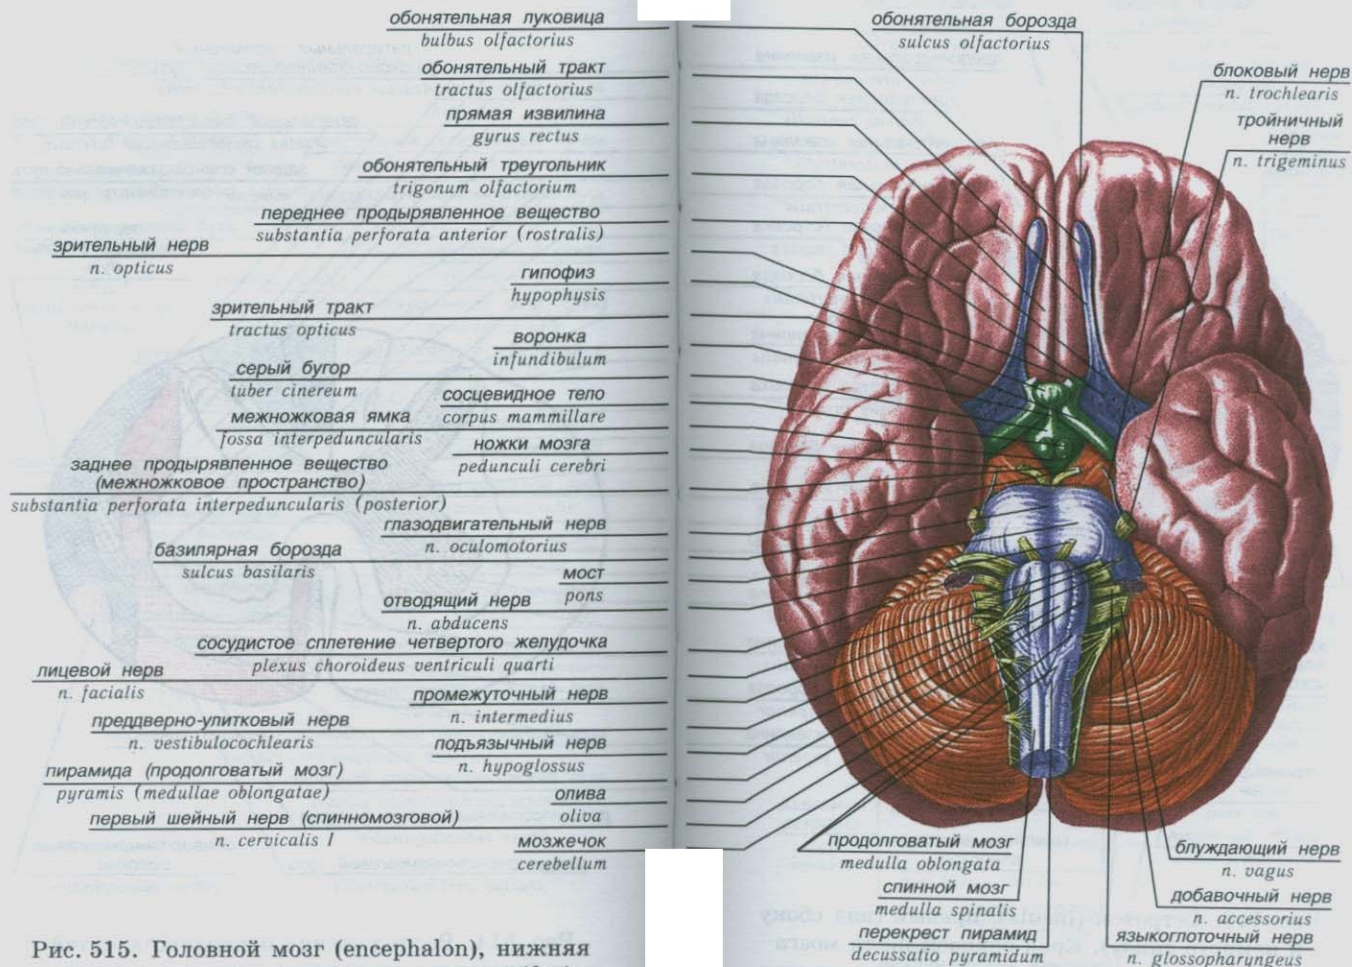 обонятельная луковица
bulbus olfactorius
обонятельный тракт
tractus olfactorius
прямая извилина
gyrus rectus
обонятельный треугольник
trigonum olfactorium
переднее продырявленное вещество
substantia perforata anterior (rostralis)
зрительный нерв
n. opticus
гипофиз
hypophysis
зрительный тракт
tractus opticus
воронка
infundibulum
серый бугор
tuber cinereum
сосцевидное тело
corpus mammillare
межножковая ямка
fossa interpeduncularis
ножки мозга
pedunculi cerebri
заднее продырявленное вещество
(межножковое пространство)
substantia perforata interpeduncularis (posterior)
глазодвигательный нерв
n. oculomotorius
базилярная борозда
sulcus basilaris
мост
pons
отводящий нерв
n. abducens
сосудистое сплетение четвертого желудочка
plexus choroideus ventriculi quarti
лицевой нерв
n. facialis
промежуточный нерв
n. intermedius
преддверно-улитковый нерв
n. vestibulocochlearis
подъязычный нерв
n. hypoglossus
пирамида (продолговатый мозг)
pyramis (medullae oblongatae)
олива
oliva
первый шейный нерв (спинномозговой)
n. cervicalis I
мозжечок
cerebellum
Рис. 515. Головной мозг (encephalon), нижняя
обонятельная борозда
sulcus olfactorius
блоковый нерв
n. trochlearis
тройничный
нерв
n. trigeminus
продолговатый мозг
medulla oblongata
спинной мозг
medulla spinalis
перекрест пирамид
decussatio pyramidum
блуждающий нерв
n. vagus
добавочный нерв
n. accessorius
языкоглоточный нерв
n. glossopharyngeus